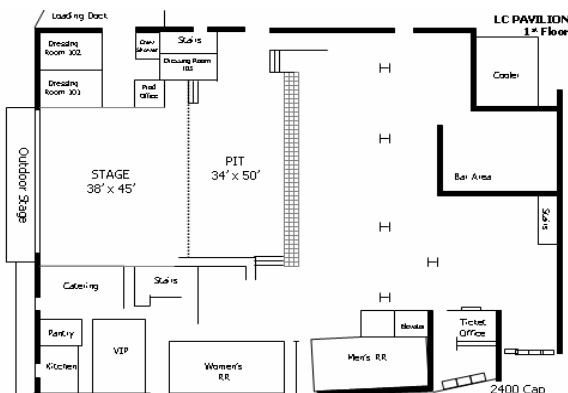 Loading Dock
LC PAVILION
1st Floor
Dressing
Room 102
Crew
Shower
Stairs
Dressing Room
103
Cooler
Dressing
Room 101
Prod
Office
Outdoor Stage
STAGE
38' x 45'
PIT
34' x 50'
Bar Area
Stairs
Catering
Stairs
Pantry
VIP
Kitchen
Women's
RR
Men's RR
Elevator
Ticket
Office
2400 Cap